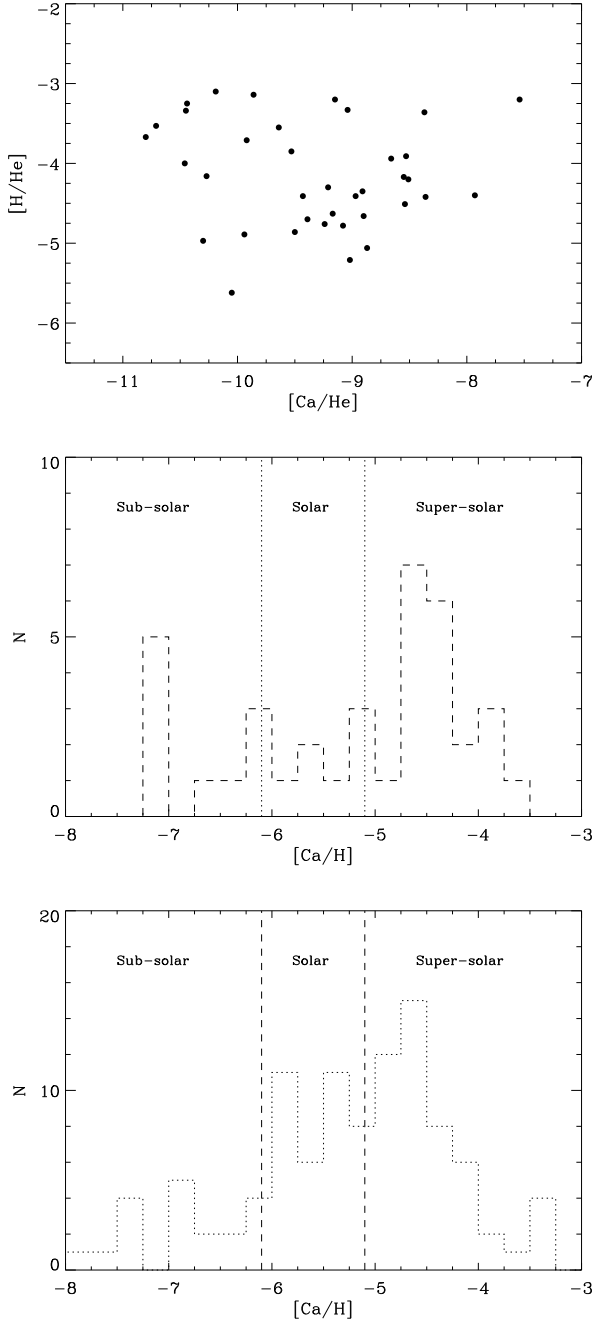 −2
−3
−4
−5
−6
[H/He]
−11 −10 −9 −8 −7
[Ca/He]
10
5
0
N
Sub-solar Solar Super-solar
−8 −7 −6 −5 −4 −3
[Ca/H]
20
10
0
N
Sub-solar Solar Super-solar
−8 −7 −6 −5 −4 −3
[Ca/H]